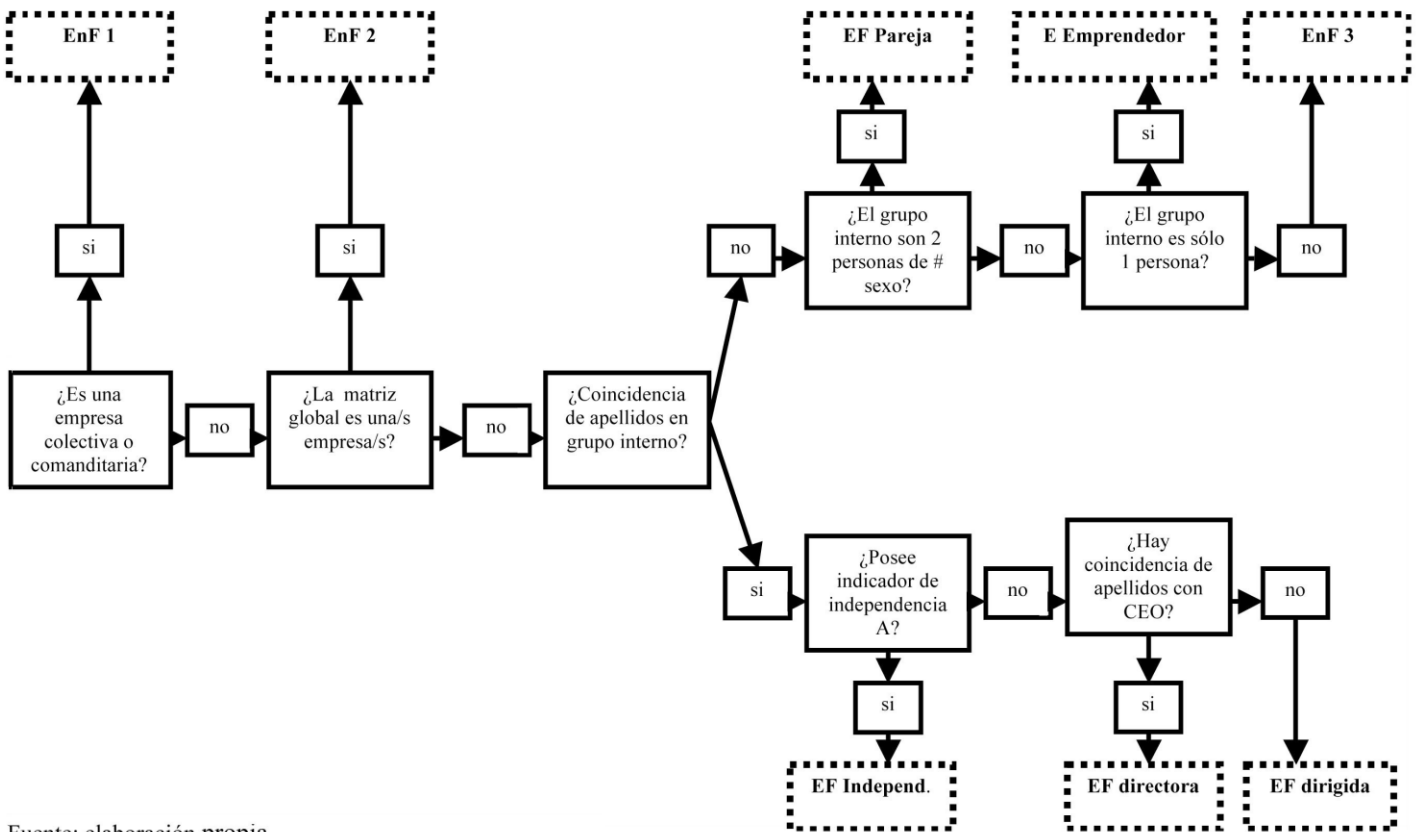 EnF 1
EnF 2
EF Pareja
E Emprendedor
EnF 3
si
si
¿El grupo
interno son 2
personas de #
sexo?
¿El grupo
interno es sólo
1 persona?
si
si
no
no
no
¿Es una
empresa
colectiva o
comanditaria?
no
¿La matriz
global es una/s
empresa/s?
no
¿Coincidencia
de apellidos en
grupo interno?
si
¿Posee
indicador de
independencia
A?
no
¿Hay
coincidencia de
apellidos con
CEO?
no
si
si
EF Independ.
EF directora
EF dirigida
Fuente: elaboración propia